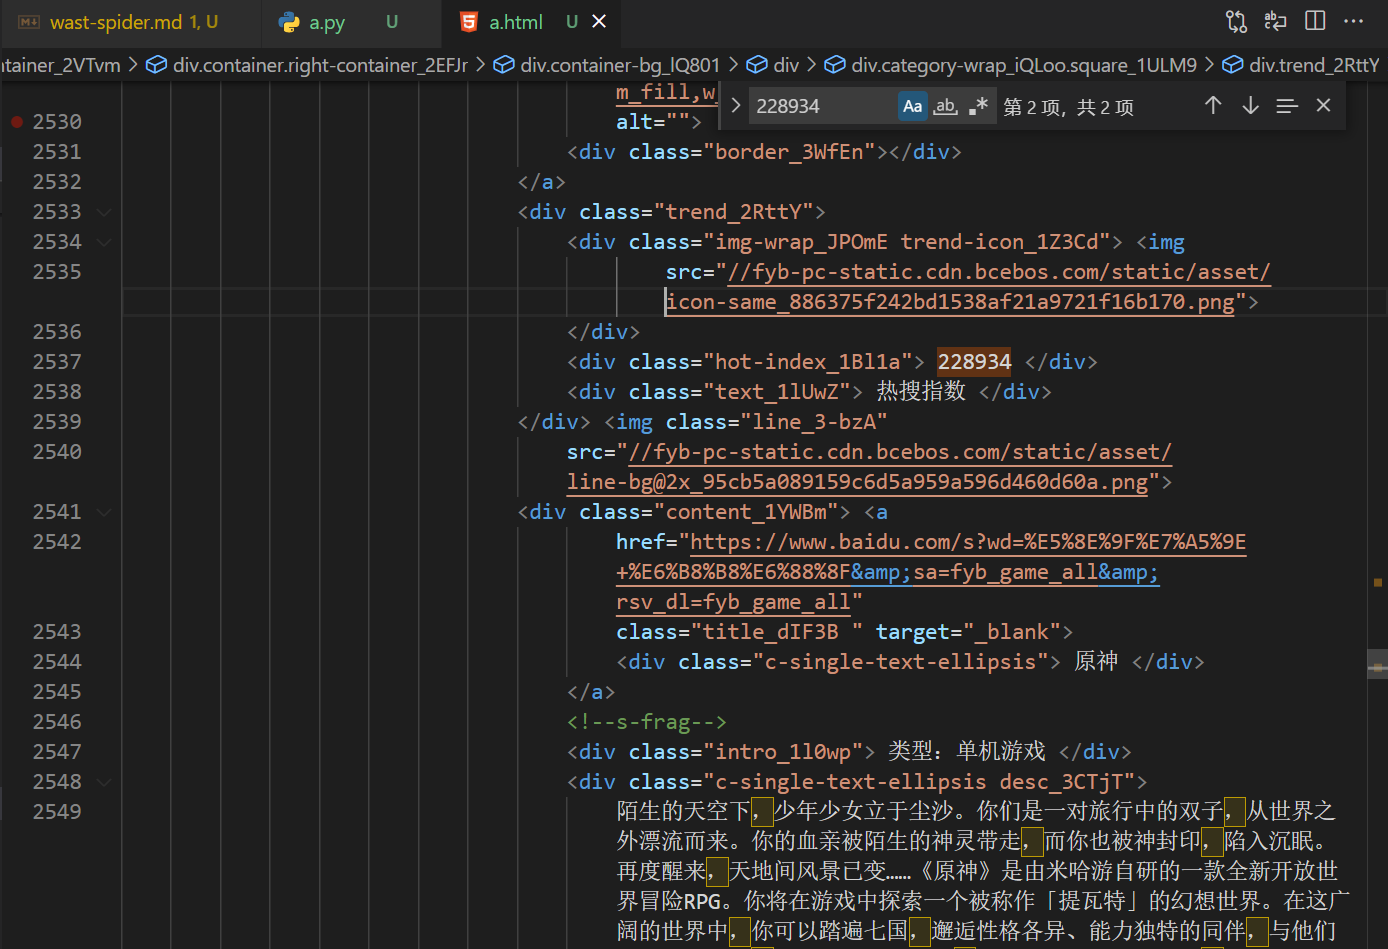 wast-spider.md 1, U
a.py U
a.html U
ntainer_2VTvm > div.container.right-container_2EFJr > div.container-bg_lQ801 > div > div.category-wrap_iQLoo.square_1ULM9 > div.trend_2RttY
228934 Aa ab .* 第 2 项, 共 2 项
m_fill,w_
2530 alt="">
2531 <div class="border_3WfEn"></div>
2532 </a>
2533 <div class="trend_2RttY">
2534 <div class="img-wrap_JPOmE trend-icon_1Z3Cd"> <img
2535 src="//fyb-pc-static.cdn.bcebos.com/static/asset/
icon-same_886375f242bd1538af21a9721f16b170.png">
2536 </div>
2537 <div class="hot-index_1Bl1a"> 228934 </div>
2538 <div class="text_1lUwZ"> 热搜指数 </div>
2539 </div> <img class="line_3-bzA"
2540 src="//fyb-pc-static.cdn.bcebos.com/static/asset/
line-bg@2x_95cb5a089159c6d5a959a596d460d60a.png">
2541 <div class="content_1YWBm"> <a
2542 href="https://www.baidu.com/s?wd=%E5%8E%9F%E7%A5%9E
+%E6%B8%B8%E6%88%8F&amp;sa=fyb_game_all&amp;
rsv_dl=fyb_game_all"
2543 class="title_dIF3B " target="_blank">
2544 <div class="c-single-text-ellipsis"> 原神 </div>
2545 </a>
2546 <!--s-frag-->
2547 <div class="intro_1l0wp"> 类型：单机游戏 </div>
2548 <div class="c-single-text-ellipsis desc_3CTjT">
2549 陌生的天空下，少年少女立于尘沙。你们是一对旅行中的双子，从世界之
外漂流而来。你的血亲被陌生的神灵带走，而你也被神封印，陷入沉眠。
再度醒来，天地间风景已变……《原神》是由米哈游自研的一款全新开放世
界冒险RPG。你将在游戏中探索一个被称作「提瓦特」的幻想世界。在这广
阔的世界中，你可以踏遍七国，邂逅性格各异、能力独特的同伴，与他们